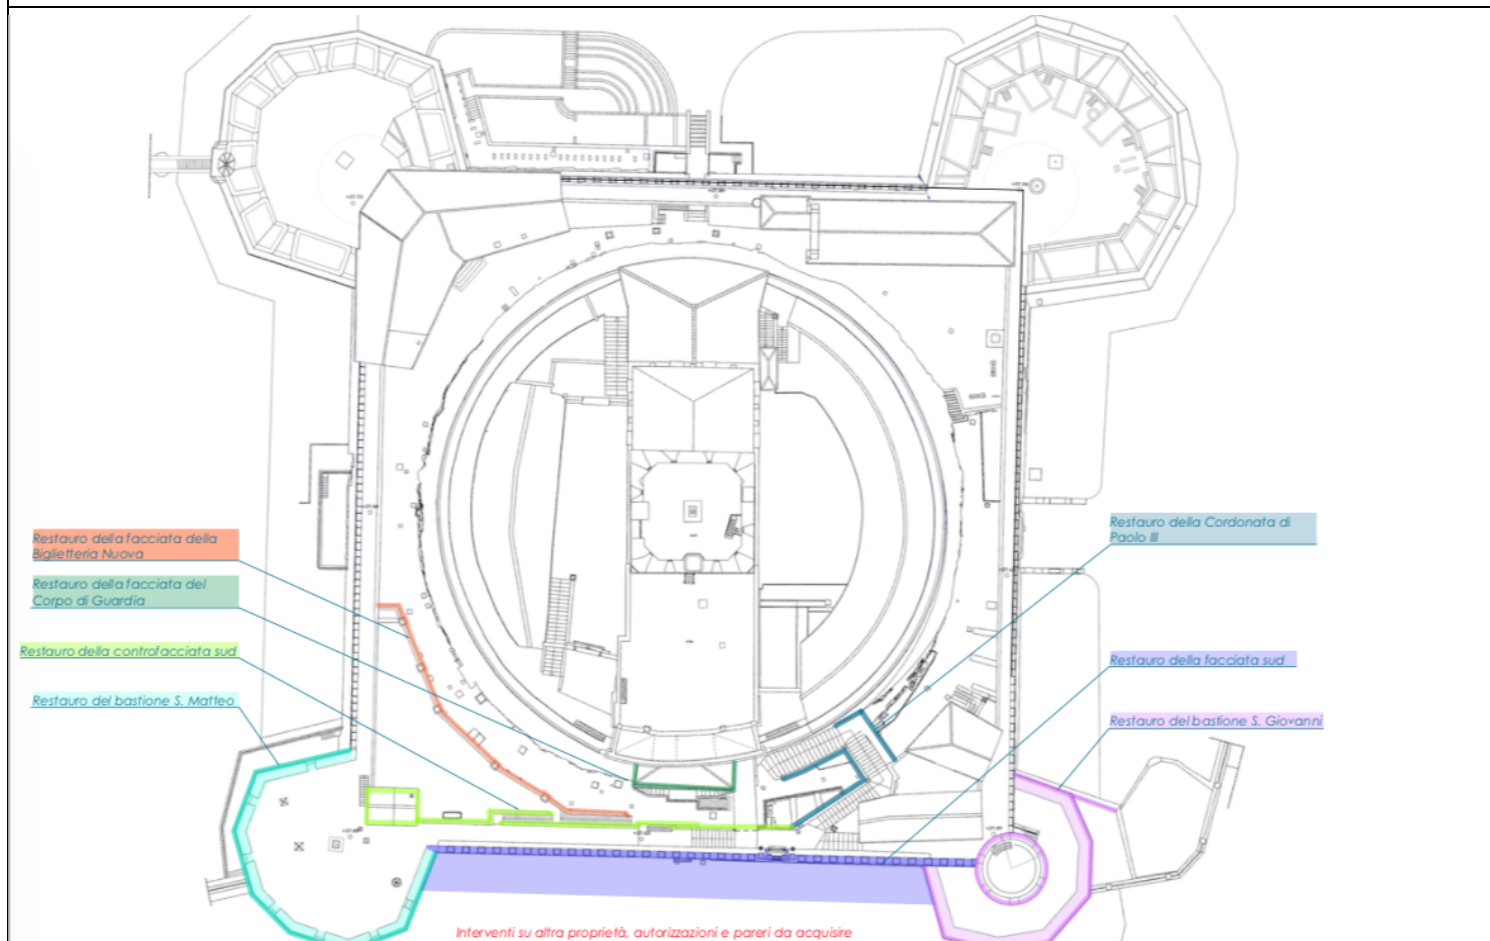 Restauro della facciata della
Biglietteria Nuova
Restauro della facciata del
Corpo di Guardia
Restauro della controfacciata sud
Restauro del bastione S. Matteo
Restauro della Cordonata di
Paolo III
Restauro della facciata sud
Restauro del bastione S. Giovanni
Interventi su altra proprietà, autorizzazioni e pareri da acquisire